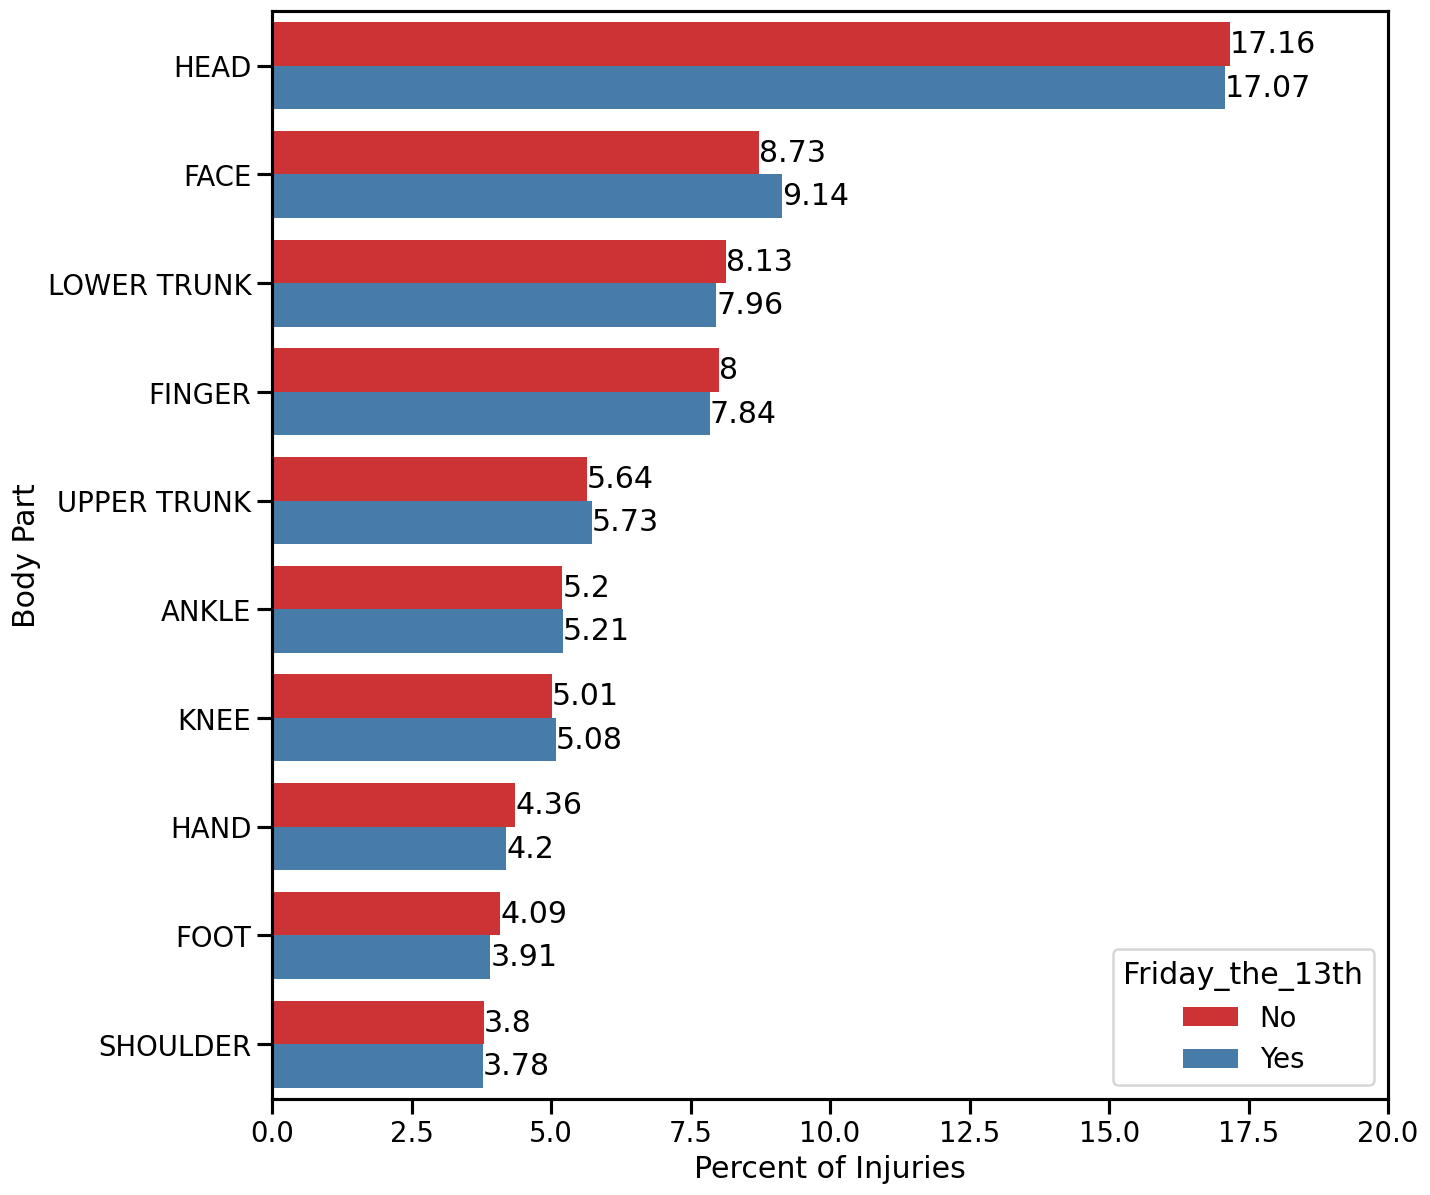 HEAD
17.16
17.07
FACE
8.73
9.14
LOWER TRUNK
8.13
7.96
FINGER
8
7.84
UPPER TRUNK
5.64
5.73
ANKLE
5.2
5.21
KNEE
5.01
5.08
HAND
4.36
4.2
FOOT
4.09
3.91
SHOULDER
3.8
3.78
Body Part
Friday_the_13th
No
Yes
0.0 2.5 5.0 7.5 10.0 12.5 15.0 17.5 20.0
Percent of Injuries